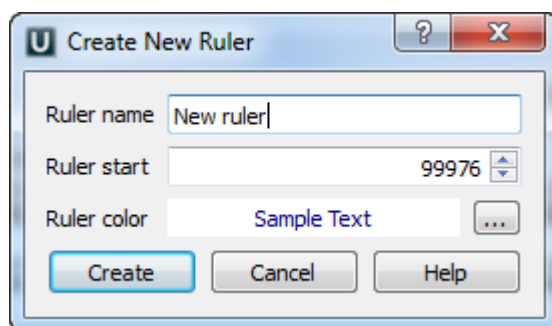 U Create New Ruler ?
Ruler name New ruler
Ruler start 99976
Ruler color Sample Text ...
Create Cancel Help